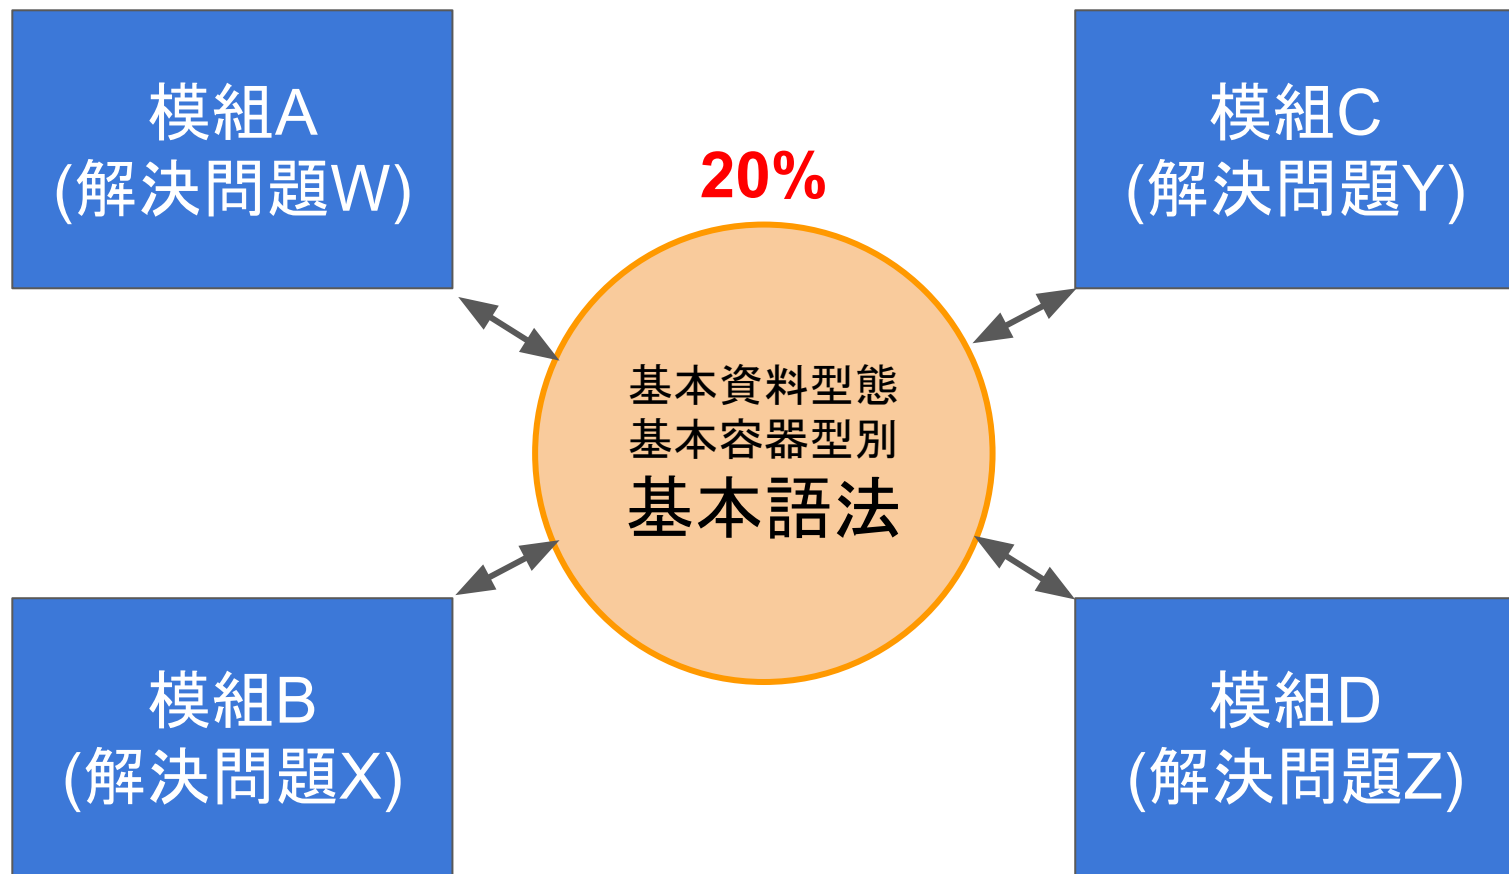 模組A
(解決問題W)
模組C
(解決問題Y)
20%
基本資料型態
基本容器型別
基本語法
模組B
(解決問題X)
模組D
(解決問題Z)